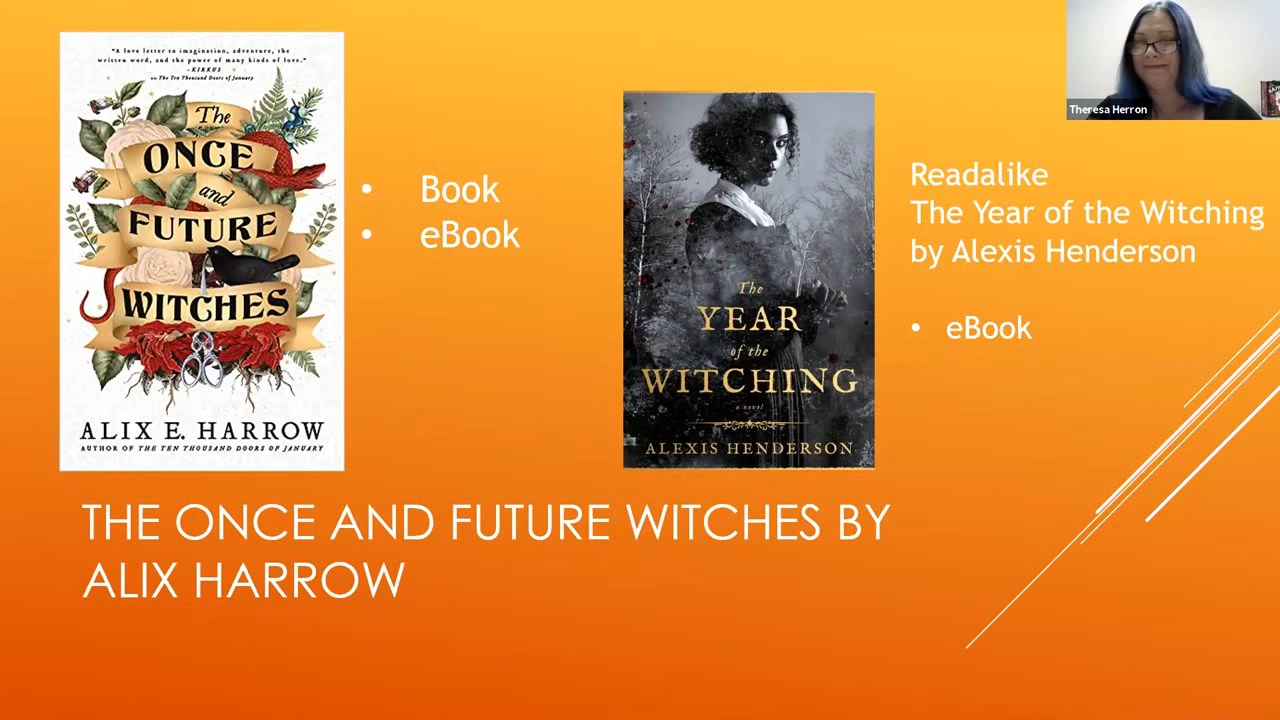 "A love letter to imagination, adventure, the
written word, and the power of many kinds of love."
—KIRKUS
on The Ten Thousand Doors of January
The
ONCE
and
FUTURE
WITCHES
ALIX E. HARROW
AUTHOR OF THE TEN THOUSAND DOORS OF JANUARY
• Book
• eBook
The
YEAR
of the
WITCHING
a novel
ALEXIS HENDERSON
Theresa Herron
Readalike
The Year of the Witching
by Alexis Henderson
• eBook
THE ONCE AND FUTURE WITCHES BY
ALIX HARROW